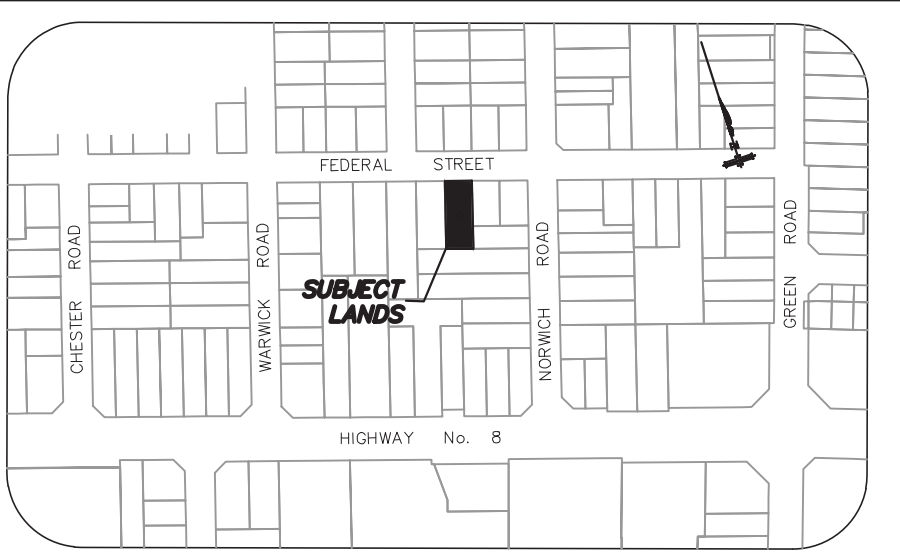 FEDERAL STREET
CHESTER ROAD
WARWICK ROAD
NORWICH ROAD
GREEN ROAD
SUBJECT
LANDS
HIGHWAY No. 8